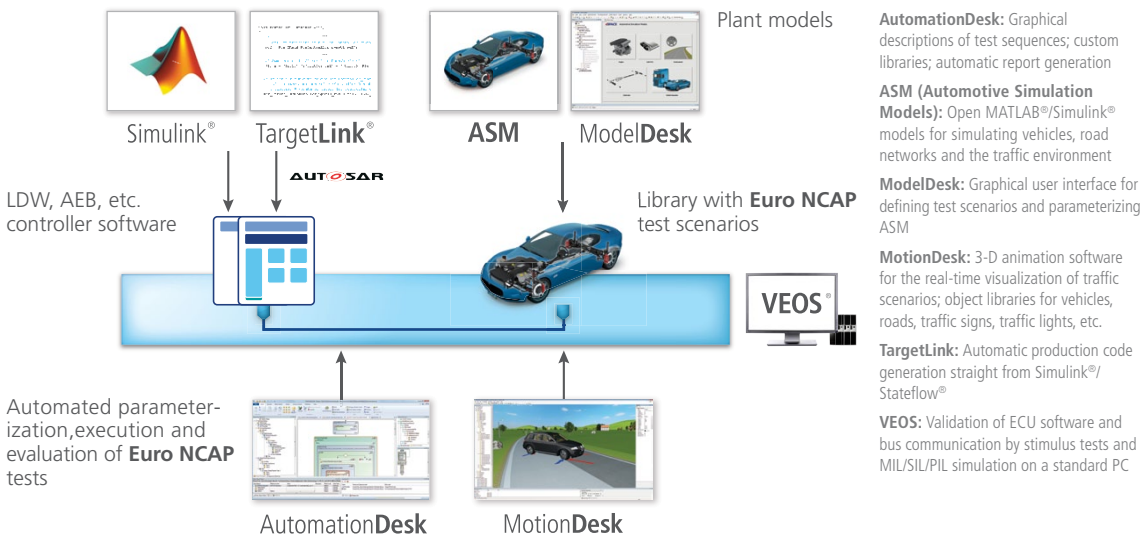 Plant models
Simulink®
TargetLink®
ASM
ModelDesk
AUTOSAR
LDW, AEB, etc.
controller software
Library with Euro NCAP
test scenarios
VEOS®
Automated parameter-
ization,execution and
evaluation of Euro NCAP
tests
AutomationDesk
MotionDesk
AutomationDesk: Graphical
descriptions of test sequences; custom
libraries; automatic report generation
ASM (Automotive Simulation
Models): Open MATLAB®/Simulink®
models for simulating vehicles, road
networks and the traffic environment
ModelDesk: Graphical user interface for
defining test scenarios and parameterizing
ASM
MotionDesk: 3-D animation software
for the real-time visualization of traffic
scenarios; object libraries for vehicles,
roads, traffic signs, traffic lights, etc.
TargetLink: Automatic production code
generation straight from Simulink®/
Stateflow®
VEOS: Validation of ECU software and
bus communication by stimulus tests and
MIL/SIL/PIL simulation on a standard PC